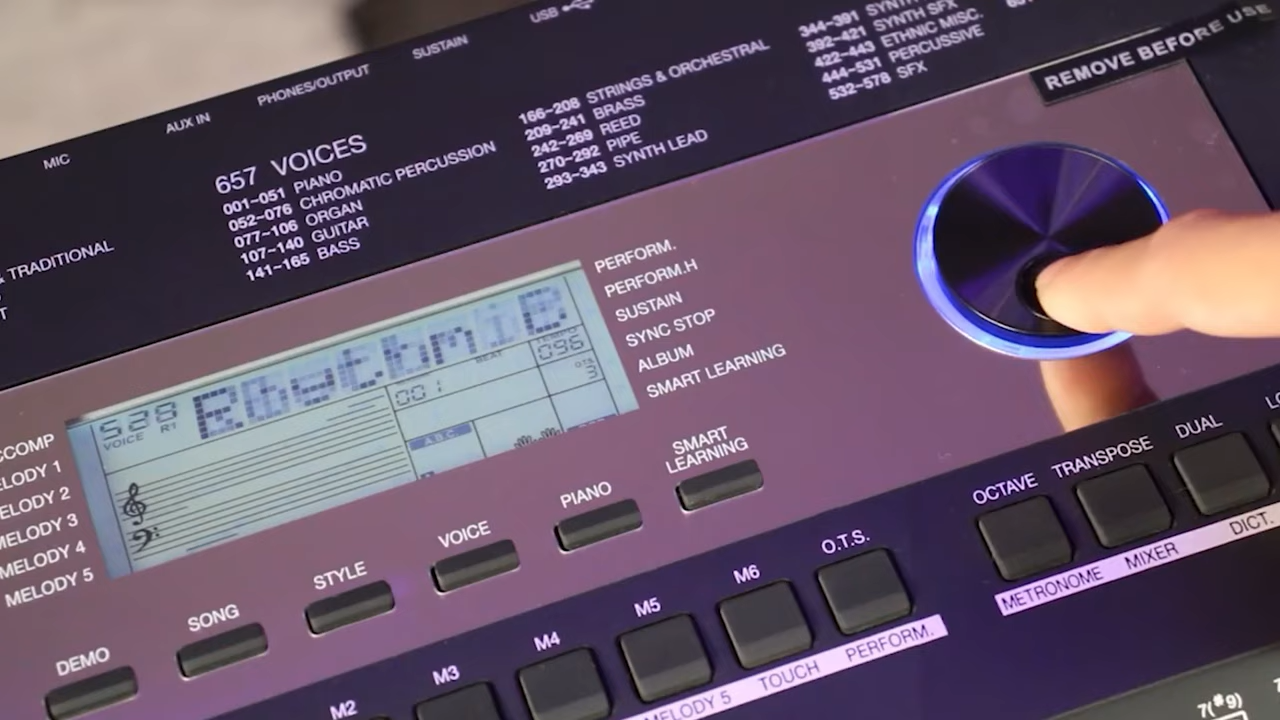 USB
SUSTAIN
PHONES/OUTPUT
AUX IN
MIC
344-391 SYNTH
392-421 SYNTH SFX
422-443 ETHNIC MISC.
444-531 PERCUSSIVE
532-578 SFX
REMOVE BEFORE USE
657 VOICES
001-051 PIANO
052-076 CHROMATIC PERCUSSION
077-106 ORGAN
107-140 GUITAR
141-165 BASS
166-208 STRINGS & ORCHESTRAL
209-241 BRASS
242-269 REED
270-292 PIPE
293-343 SYNTH LEAD
& TRADITIONAL
PERFORM.
PERFORM.H
SUSTAIN
SYNC STOP
ALBUM
SMART LEARNING
VOICE R1
001
BEAT
TEMPO
096
O.T.S.
3
A.B.C.
CCOMP
ELODY 1
MELODY 2
MELODY 3
MELODY 4
MELODY 5
DEMO
SONG
STYLE
VOICE
PIANO
SMART
LEARNING
M2
M3
M4
M5
M6
O.T.S.
MELODY 5 TOUCH PERFORM.
OCTAVE
TRANSPOSE
DUAL
METRONOME MIXER DICT.
7(#9)